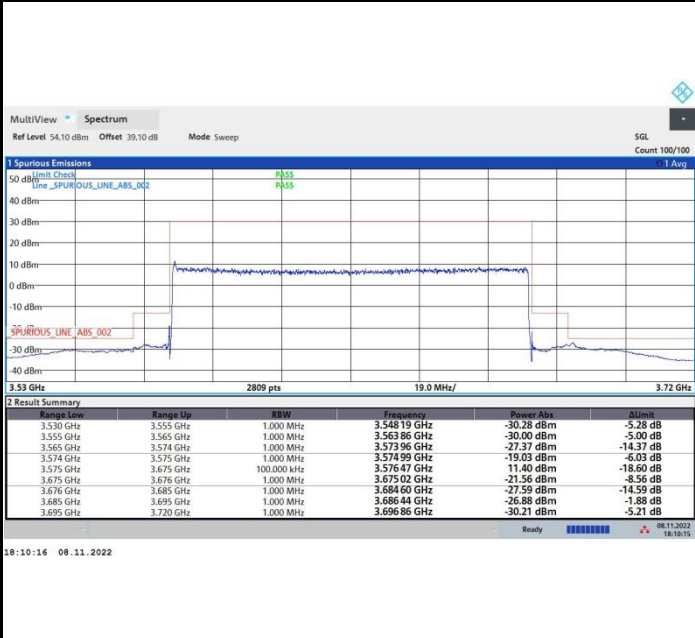 MultiView Spectrum
Ref Level 54.10 dBm Offset 39.10 dB Mode Sweep SGL
Count 100/100
1 Spurious Emissions 1 Avg
50 dBm Limit Check PASS
Line _SPURIOUS_LINE_ABS_002 PASS
40 dBm
30 dBm
20 dBm
10 dBm
0 dBm
-10 dBm
-20 dBm
_SPURIOUS_LINE_ABS_002
-30 dBm
-40 dBm
3.53 GHz 2809 pts 19.0 MHz/ 3.72 GHz
2 Result Summary
Range Low Range Up RBW Frequency Power Abs ΔLimit
3.530 GHz 3.555 GHz 1.000 MHz 3.548 19 GHz -30.28 dBm -5.28 dB
3.555 GHz 3.565 GHz 1.000 MHz 3.563 86 GHz -30.00 dBm -5.00 dB
3.565 GHz 3.574 GHz 1.000 MHz 3.573 96 GHz -27.37 dBm -14.37 dB
3.574 GHz 3.575 GHz 1.000 MHz 3.574 99 GHz -19.03 dBm -6.03 dB
3.575 GHz 3.675 GHz 100.000 kHz 3.576 47 GHz 11.40 dBm -18.60 dB
3.675 GHz 3.676 GHz 1.000 MHz 3.675 02 GHz -21.56 dBm -8.56 dB
3.676 GHz 3.685 GHz 1.000 MHz 3.684 60 GHz -27.59 dBm -14.59 dB
3.685 GHz 3.695 GHz 1.000 MHz 3.686 44 GHz -26.88 dBm -1.88 dB
3.695 GHz 3.720 GHz 1.000 MHz 3.696 86 GHz -30.21 dBm -5.21 dB
Ready 08.11.2022
18:10:15
18:10:16 08.11.2022